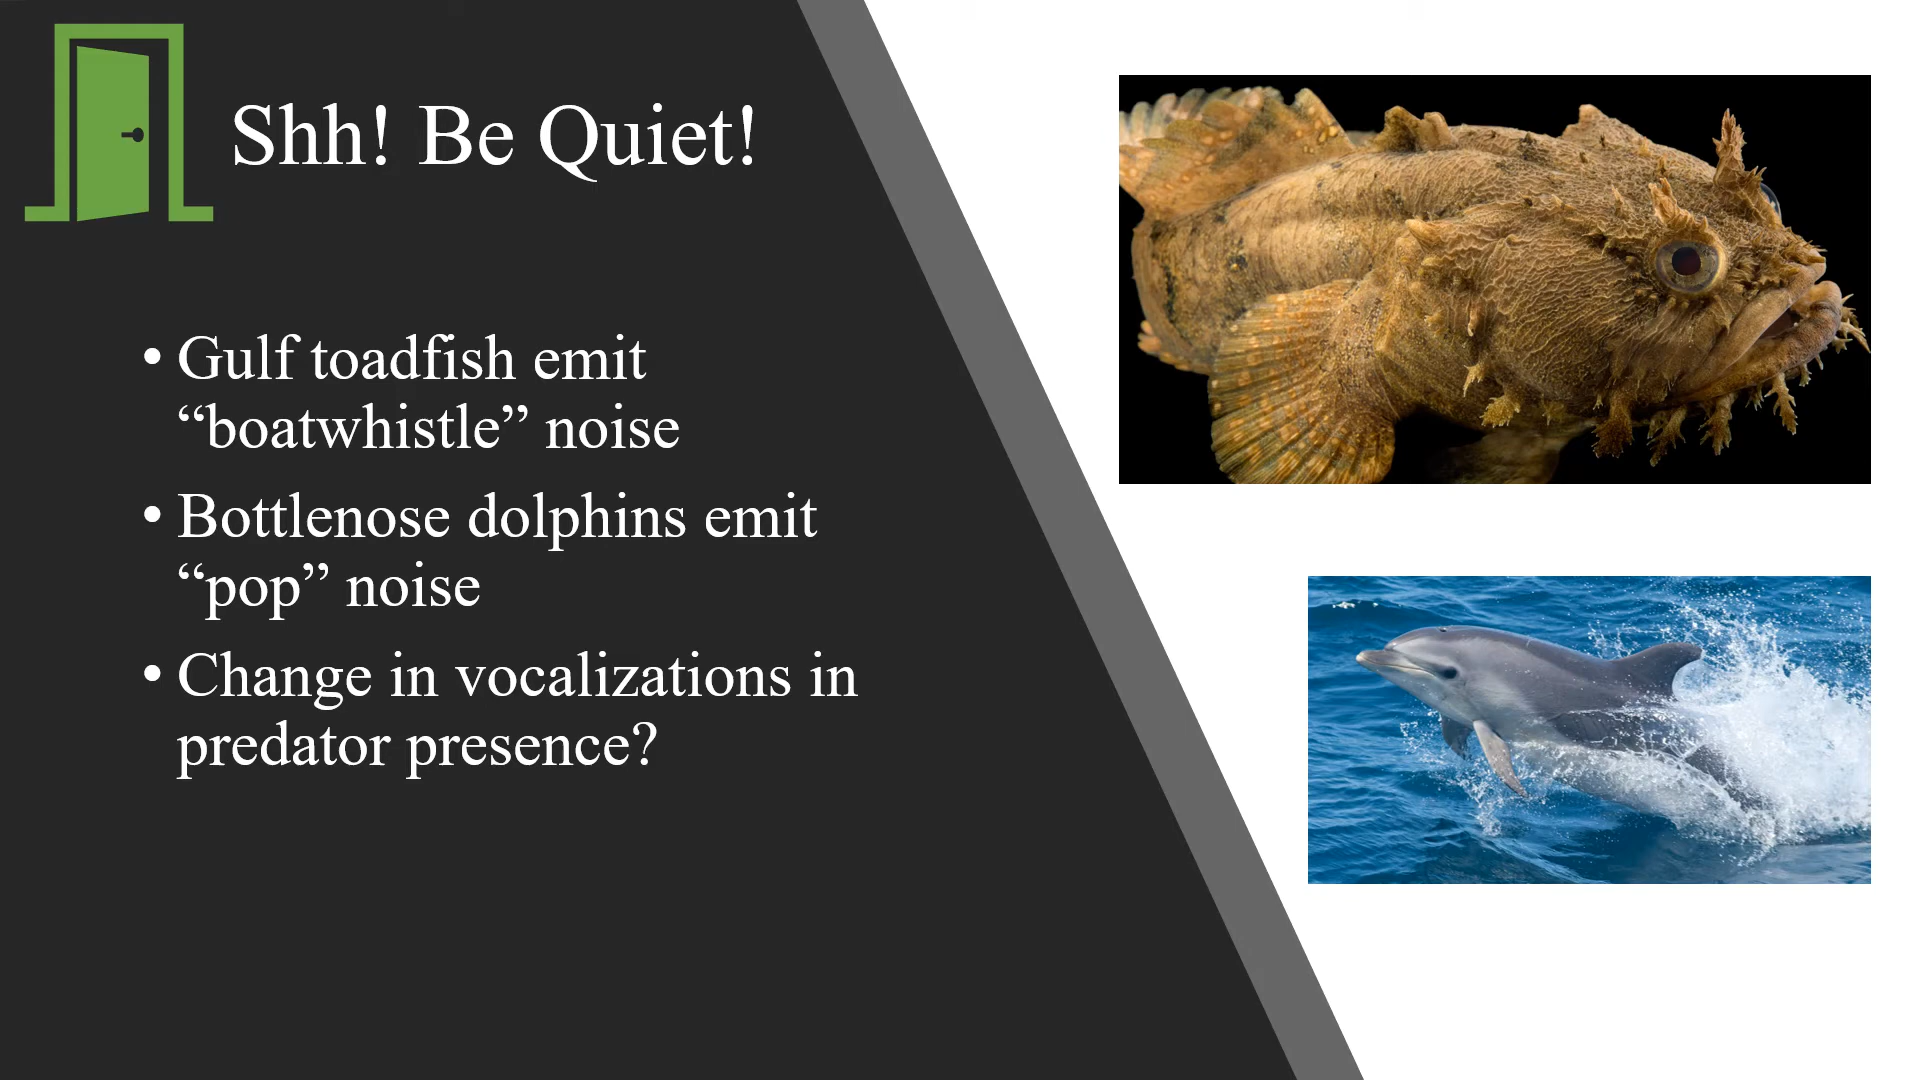 Shh! Be Quiet!
• Gulf toadfish emit
“boatwhistle” noise
• Bottlenose dolphins emit
“pop” noise
• Change in vocalizations in
predator presence?